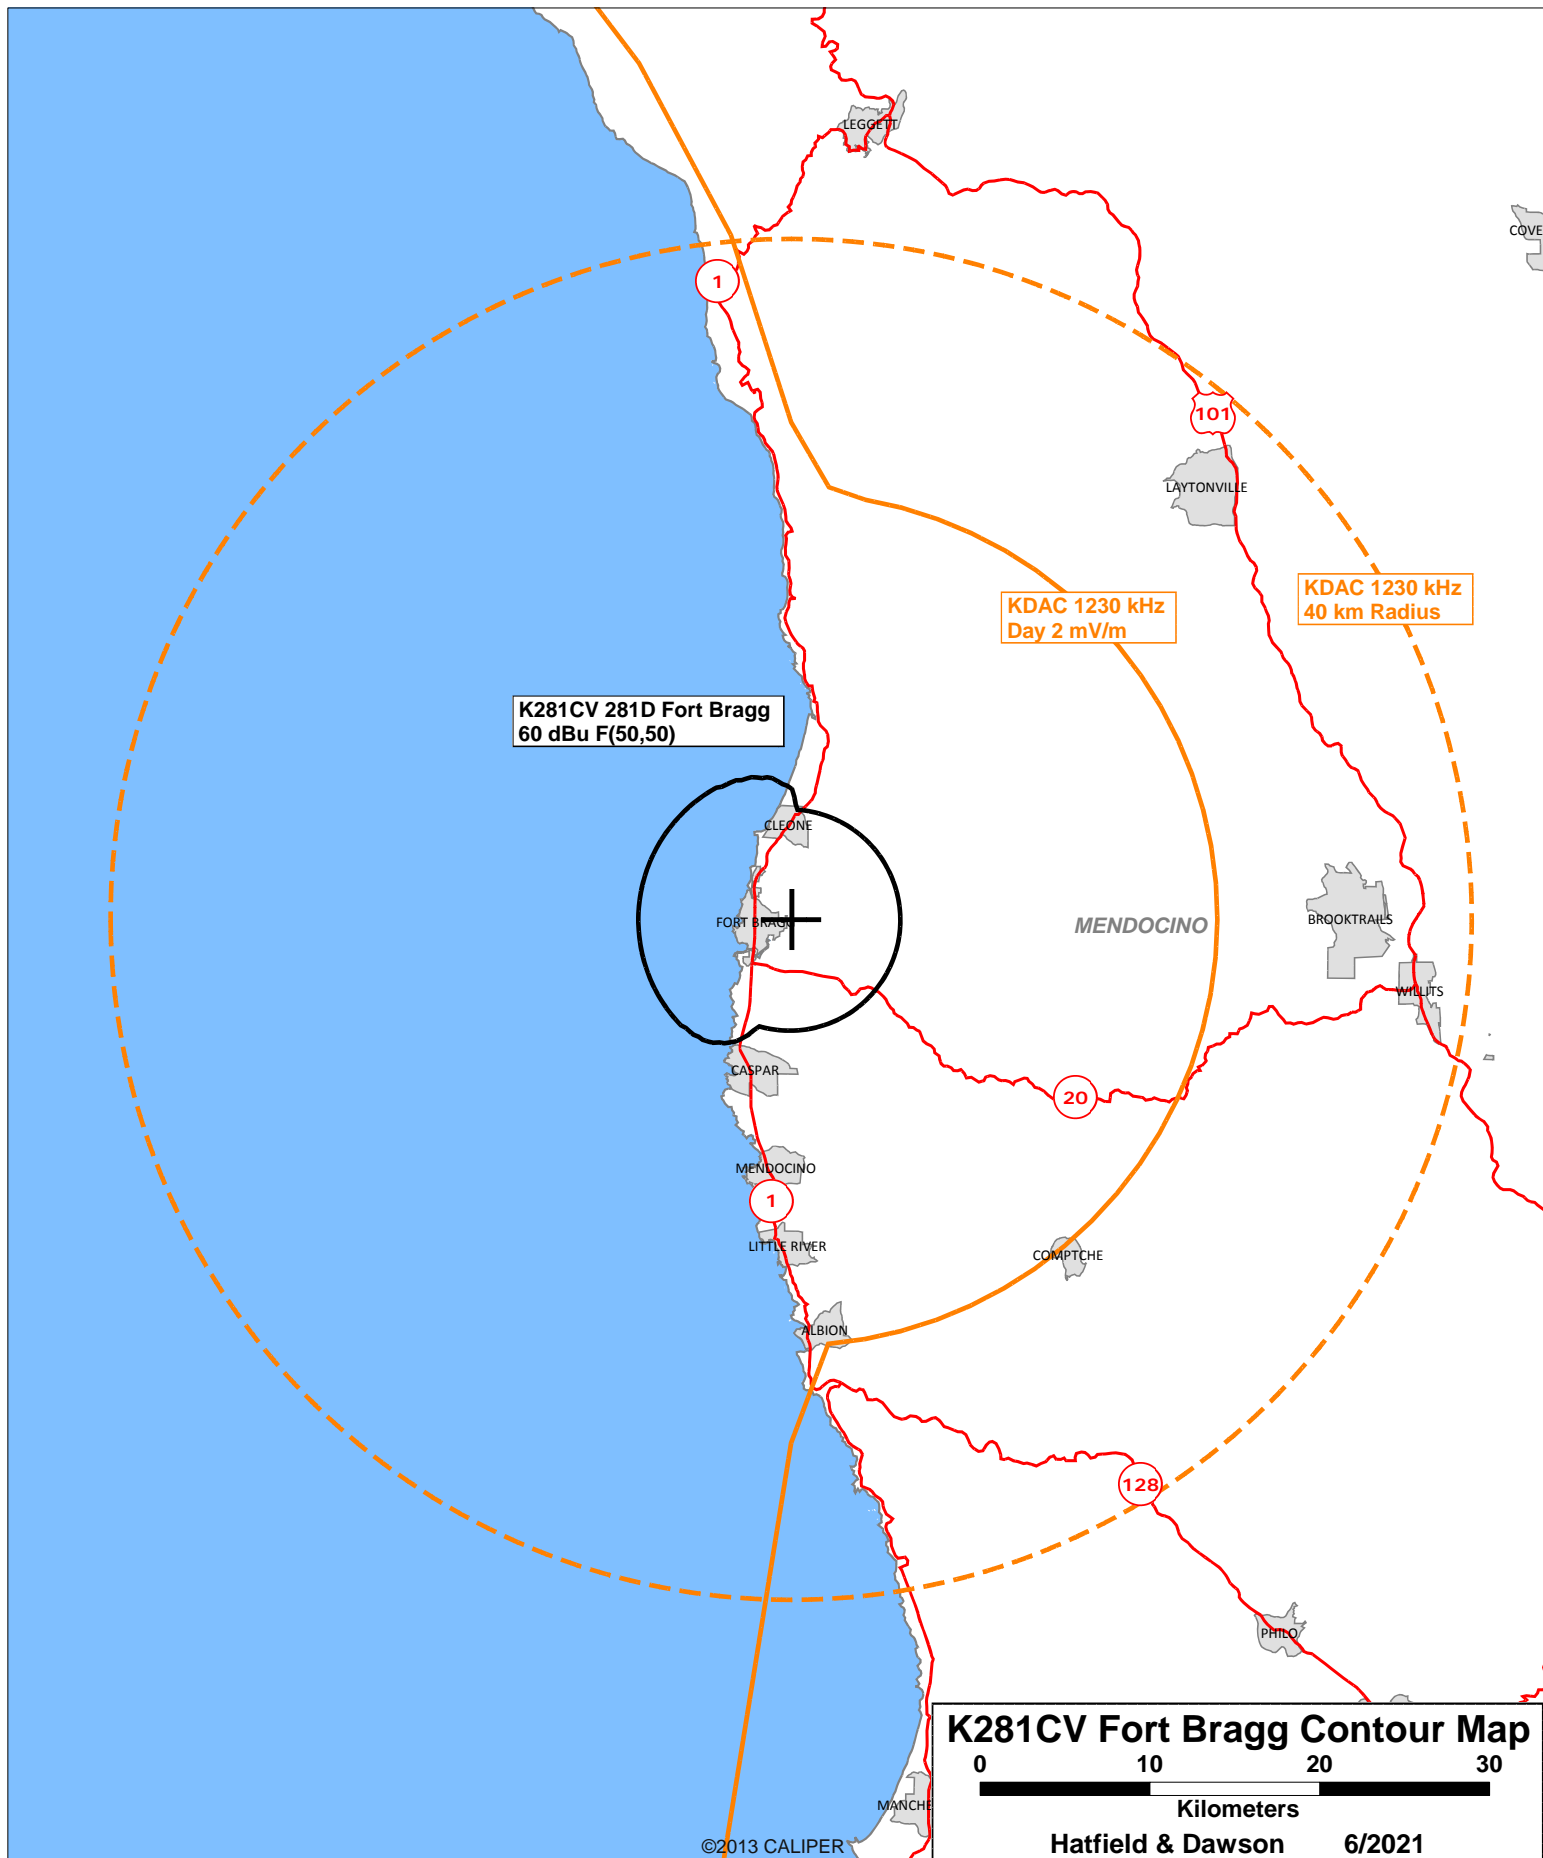 LEGGETT
COVE
1
101
LAYTONVILLE
KDAC 1230 kHz
40 km Radius
KDAC 1230 kHz
Day 2 mV/m
K281CV 281D Fort Bragg
60 dBu F(50,50)
CLEONE
FORT BRAGG
MENDOCINO
BROOKTRAILS
WILLITS
CASPAR
20
MENDOCINO
1
LITTLE RIVER
COMPTCHE
ALBION
128
PHILO
K281CV Fort Bragg Contour Map
0 10 20 30
Kilometers
MANCHE
Hatfield & Dawson 6/2021
©2013 CALIPER